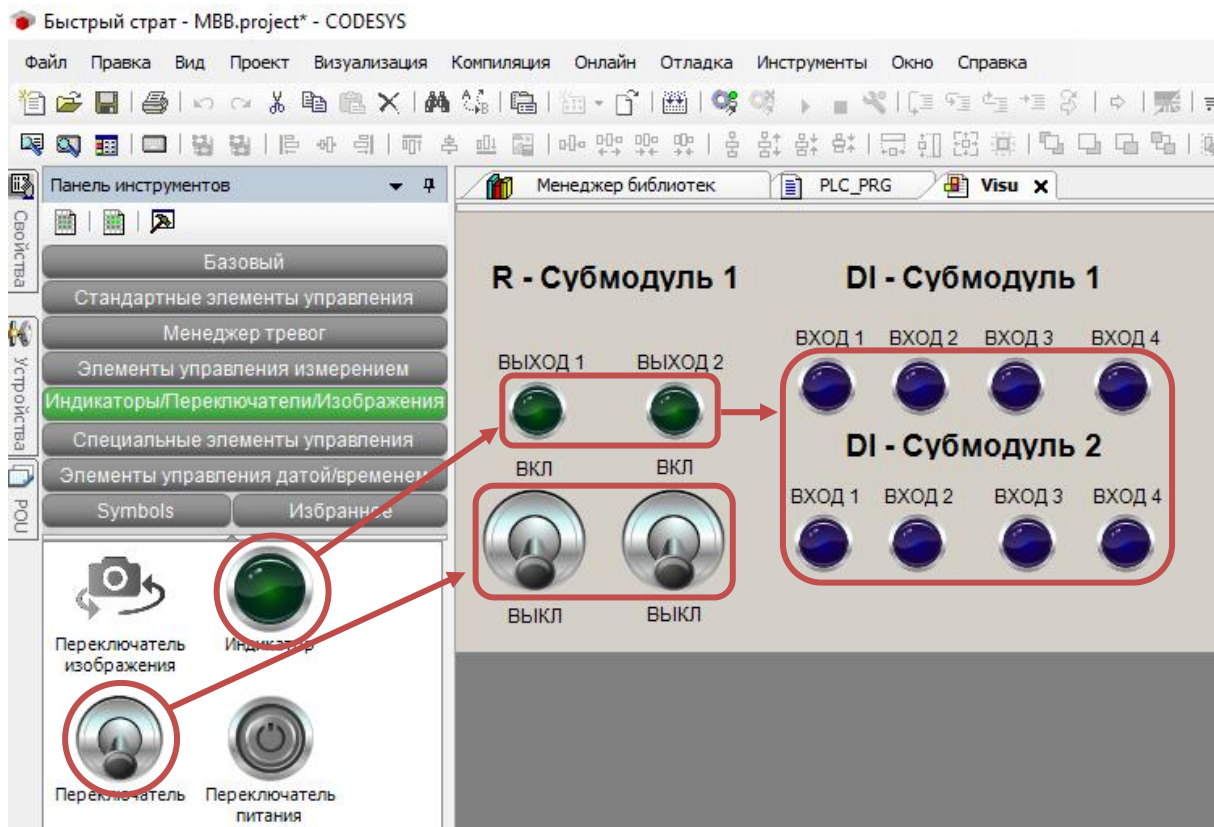 Быстрый страт - MBB.project* - CODESYS
Файл Правка Вид Проект Визуализация Компиляция Онлайн Отладка Инструменты Окно Справка
Панель инструментов
Менеджер библиотек PLC_PRG Visu
Свойства
Устройства
POU
Базовый
Стандартные элементы управления
Менеджер тревог
Элементы управления измерением
Индикаторы/Переключатели/Изображения
Специальные элементы управления
Элементы управления датой/временем
Symbols Избранное
Переключатель изображения
Индикатор
Переключатель
Переключатель питания
R - Субмодуль 1
ВЫХОД 1 ВЫХОД 2
ВКЛ ВКЛ
ВЫКЛ ВЫКЛ
DI - Субмодуль 1
ВХОД 1 ВХОД 2 ВХОД 3 ВХОД 4
DI - Субмодуль 2
ВХОД 1 ВХОД 2 ВХОД 3 ВХОД 4